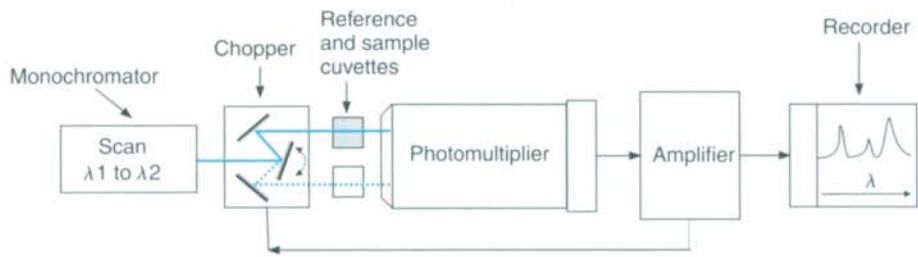 Reference
and sample
cuvettes
Recorder
Chopper
Monochromator
Scan
λ1 to λ2
Photomultiplier
Amplifier
λ